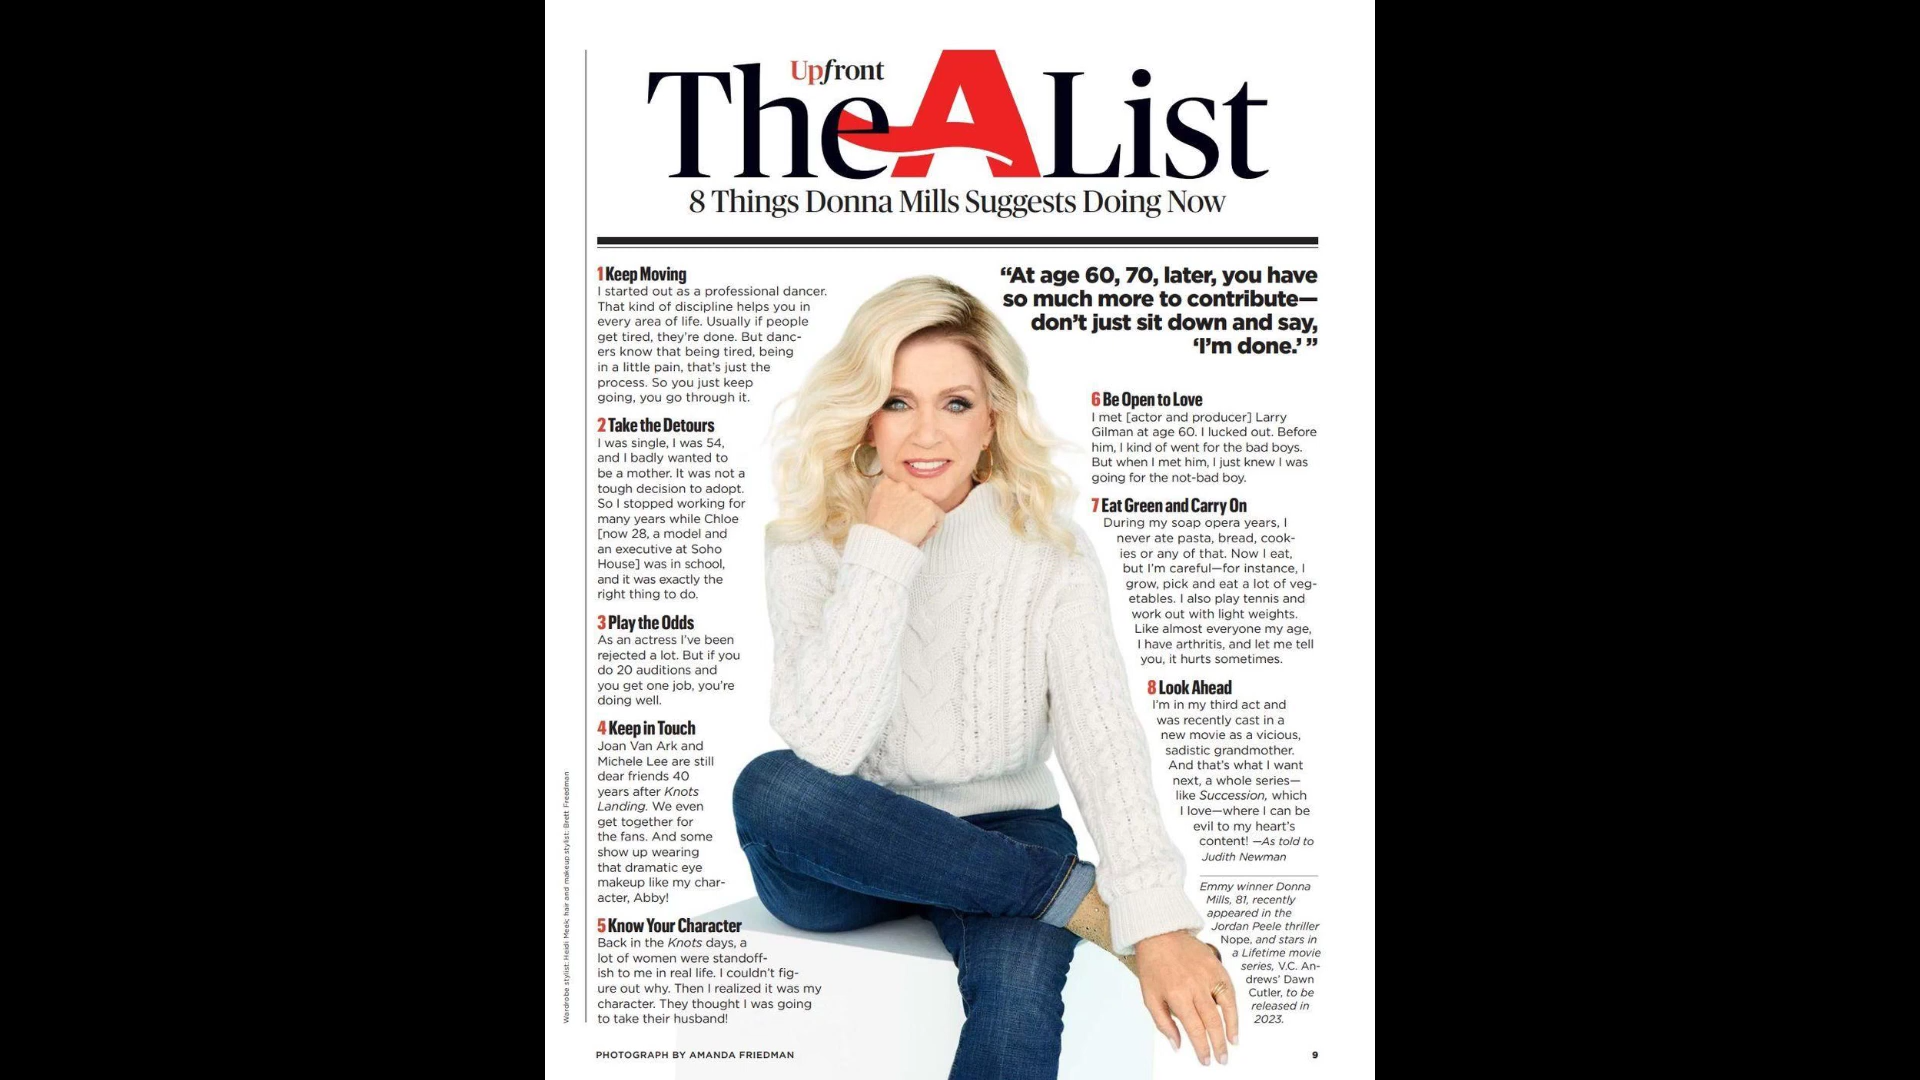 Upfront
The A List
8 Things Donna Mills Suggests Doing Now
1 Keep Moving
I started out as a professional dancer.
That kind of discipline helps you in
every area of life. Usually if people
get tired, they're done. But danc-
ers know that being tired, being
in a little pain, that's just the
process. So you just keep
going, you go through it.
2 Take the Detours
I was single, I was 54,
and I badly wanted to
be a mother. It was not a
tough decision to adopt.
So I stopped working for
many years while Chloe
[now 28, a model and
an executive at Soho
House] was in school,
and it was exactly the
right thing to do.
3 Play the Odds
As an actress I've been
rejected a lot. But if you
do 20 auditions and
you get one job, you're
doing well.
4 Keep in Touch
Joan Van Ark and
Michele Lee are still
dear friends 40
years after Knots
Landing. We even
get together for
the fans. And some
show up wearing
that dramatic eye
makeup like my char-
acter, Abby!
5 Know Your Character
Back in the Knots days, a
lot of women were standoff-
ish to me in real life. I couldn't fig-
ure out why. Then I realized it was my
character. They thought I was going
to take their husband!
"At age 60, 70, later, you have
so much more to contribute—
don't just sit down and say,
'I'm done.'"
6 Be Open to Love
I met [actor and producer] Larry
Gilman at age 60. I lucked out. Before
him, I kind of went for the bad boys.
But when I met him, I just knew I was
going for the not-bad boy.
7 Eat Green and Carry On
During my soap opera years, I
never ate pasta, bread, cook-
ies or any of that. Now I eat,
but I'm careful—for instance, I
grow, pick and eat a lot of veg-
etables. I also play tennis and
work out with light weights.
Like almost everyone my age,
I have arthritis, and let me tell
you, it hurts sometimes.
8 Look Ahead
I'm in my third act and
was recently cast in a
new movie as a vicious,
sadistic grandmother.
And that's what I want
next, a whole series—
like Succession, which
I love—where I can be
evil to my heart's
content! —As told to
Judith Newman
Emmy winner Donna
Mills, 81, recently
appeared in the
Jordan Peele thriller
Nope, and stars in
a Lifetime movie
series, V.C. An-
drews' Dawn
Cutler, to be
released in
2023.
Wardrobe stylist: Heidi Meek; hair and makeup stylist: Brett Freedman
PHOTOGRAPH BY AMANDA FRIEDMAN
9